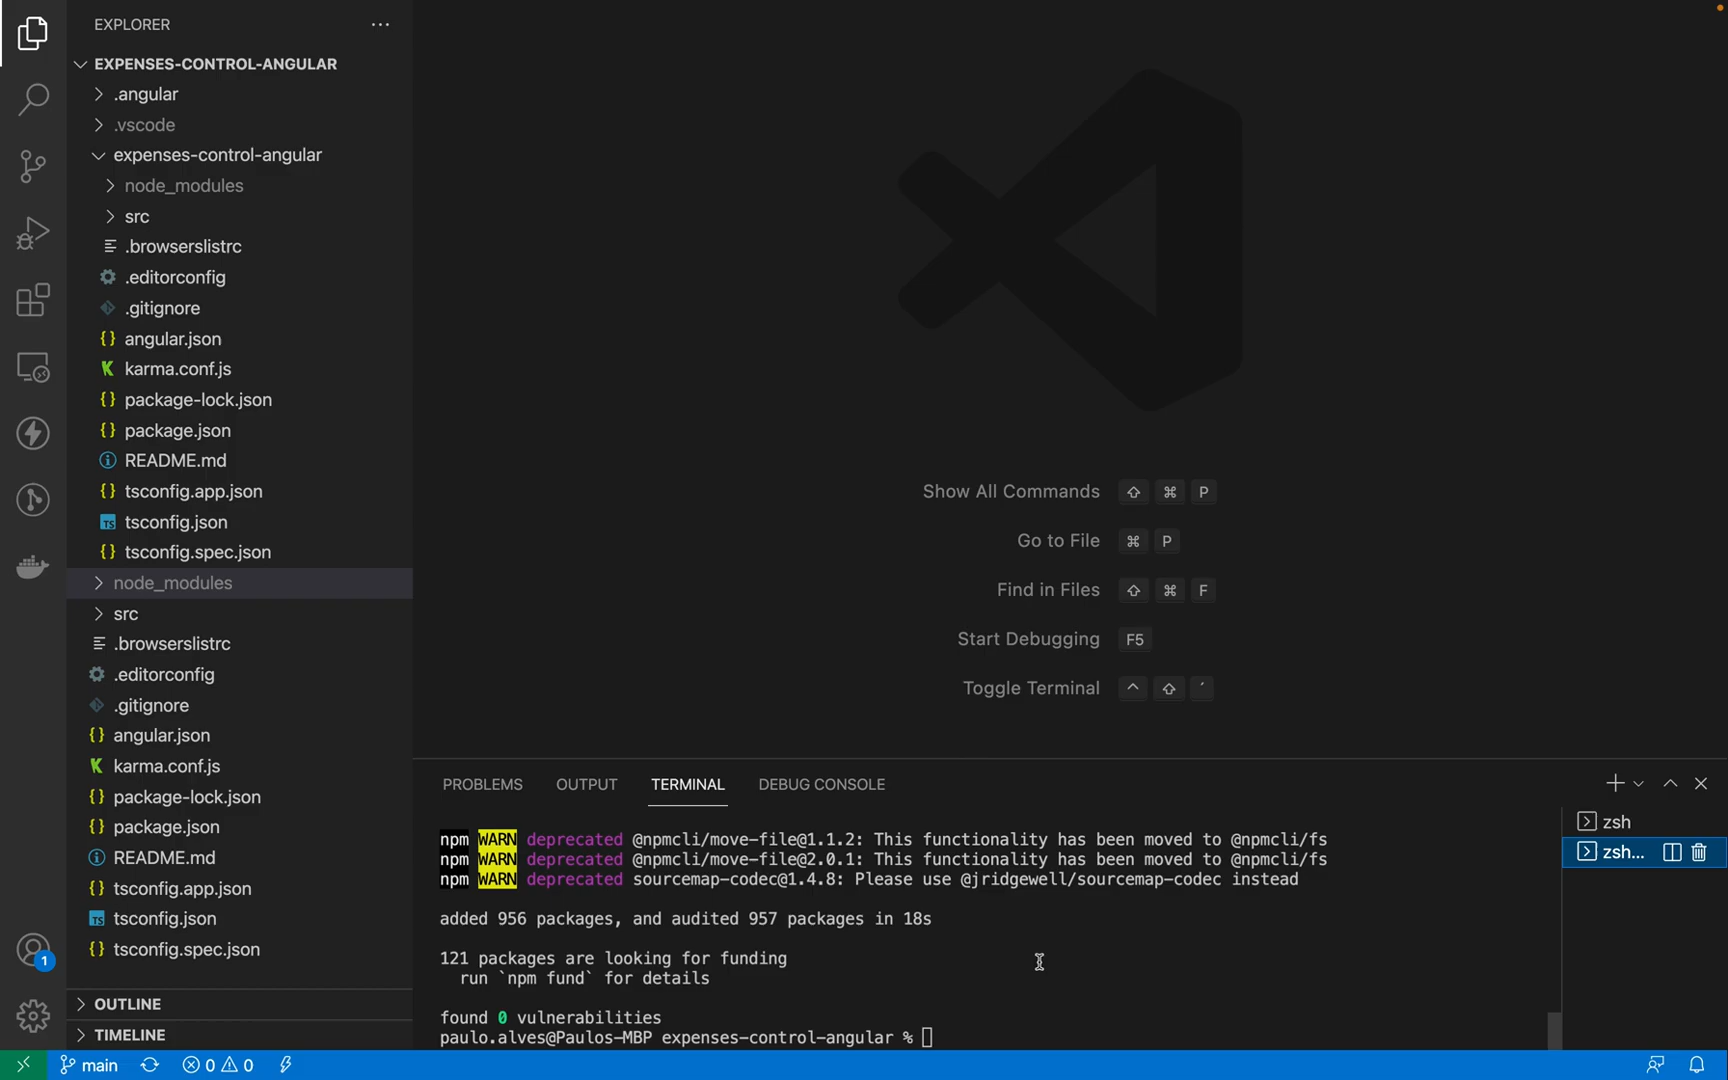 EXPLORER
EXPENSES-CONTROL-ANGULAR
.angular
.vscode
expenses-control-angular
node_modules
src
.browserslistrc
.editorconfig
.gitignore
angular.json
karma.conf.js
package-lock.json
package.json
README.md
tsconfig.app.json
tsconfig.json
tsconfig.spec.json
node_modules
src
.browserslistrc
.editorconfig
.gitignore
angular.json
karma.conf.js
package-lock.json
package.json
README.md
tsconfig.app.json
tsconfig.json
tsconfig.spec.json
OUTLINE
TIMELINE
1
Show All Commands ⇧ ⌘ P
Go to File ⌘ P
Find in Files ⇧ ⌘ F
Start Debugging F5
Toggle Terminal ^ ⇧ ´
PROBLEMS OUTPUT TERMINAL DEBUG CONSOLE
npm WARN deprecated @npmcli/move-file@1.1.2: This functionality has been moved to @npmcli/fs
npm WARN deprecated @npmcli/move-file@2.0.1: This functionality has been moved to @npmcli/fs
npm WARN deprecated sourcemap-codec@1.4.8: Please use @jridgewell/sourcemap-codec instead
added 956 packages, and audited 957 packages in 18s
121 packages are looking for funding
run `npm fund` for details
found 0 vulnerabilities
paulo.alves@Paulos-MBP expenses-control-angular %
zsh
zsh...
main 0 0